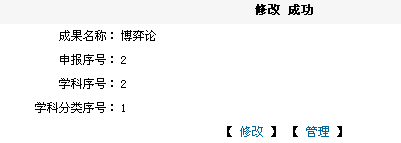 修改 成功
成果名称：博弈论
申报序号：2
学科序号：2
学科分类序号：1
【 修改 】 【 管理 】